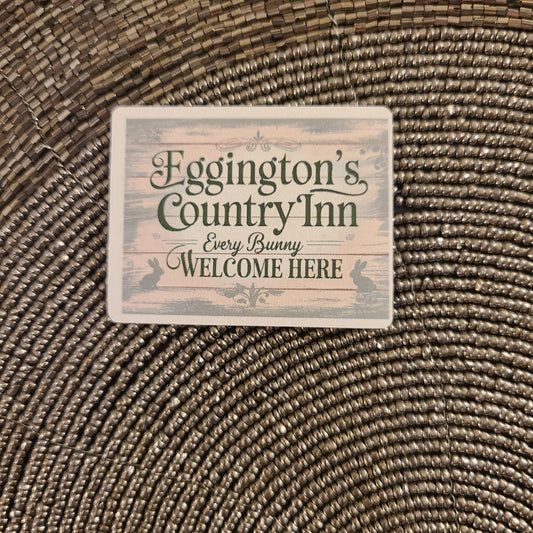 Eggington's
Country Inn
Every Bunny
WELCOME HERE